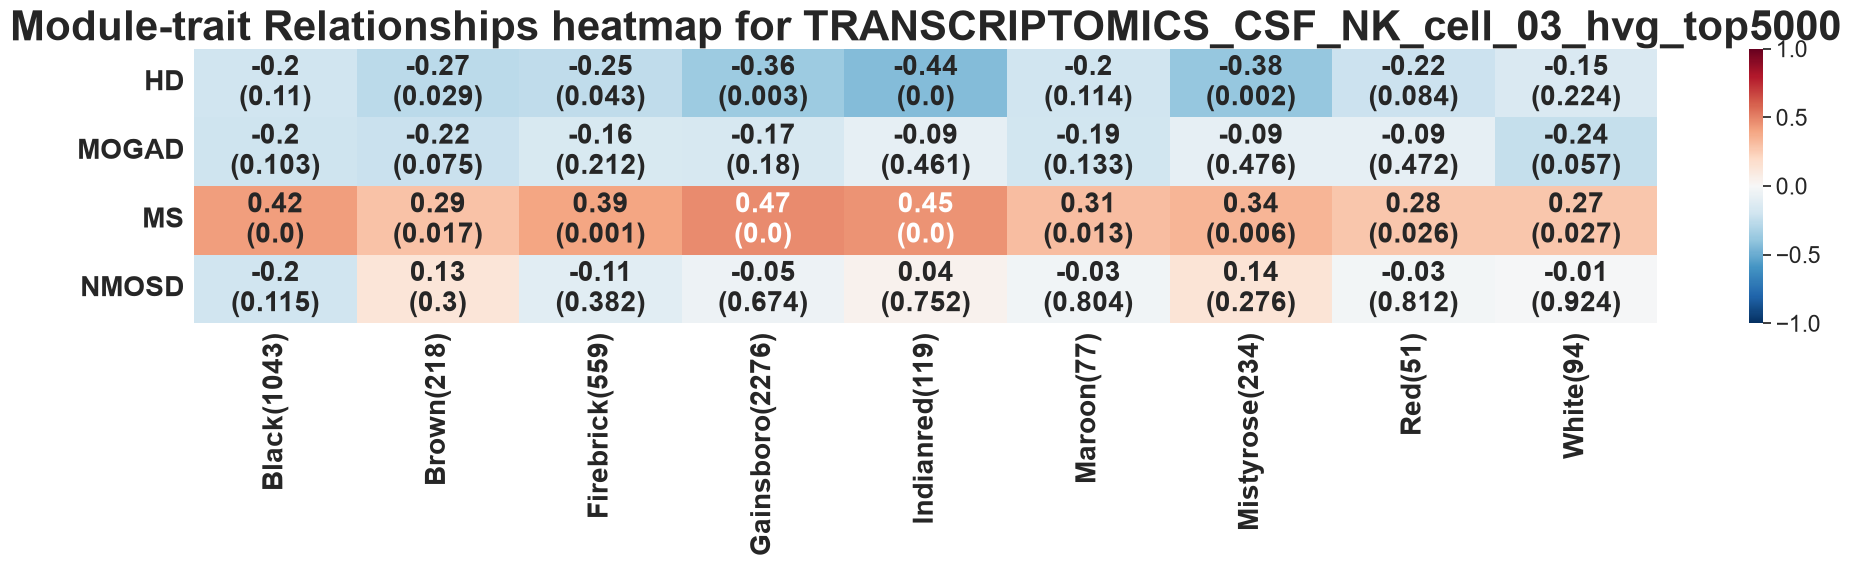 Module-trait Relationships heatmap for TRANSCRIPTOMICS_CSF_NK_cell_03_hvg_top5000
HD
-0.2 -0.27 -0.25 -0.36 -0.44 -0.2 -0.38 -0.22 -0.15
(0.11) (0.029) (0.043) (0.003) (0.0) (0.114) (0.002) (0.084) (0.224)
MOGAD
-0.2 -0.22 -0.16 -0.17 -0.09 -0.19 -0.09 -0.09 -0.24
(0.103) (0.075) (0.212) (0.18) (0.461) (0.133) (0.476) (0.472) (0.057)
MS
0.42 0.29 0.39 0.47 0.45 0.31 0.34 0.28 0.27
(0.0) (0.017) (0.001) (0.0) (0.0) (0.013) (0.006) (0.026) (0.027)
NMOSD
-0.2 0.13 -0.11 -0.05 0.04 -0.03 0.14 -0.03 -0.01
(0.115) (0.3) (0.382) (0.674) (0.752) (0.804) (0.276) (0.812) (0.924)
Black(1043)
Brown(218)
Firebrick(559)
Gainsboro(2276)
Indianred(119)
Maroon(77)
Mistyrose(234)
Red(51)
White(94)
1.0
0.5
0.0
−0.5
−1.0